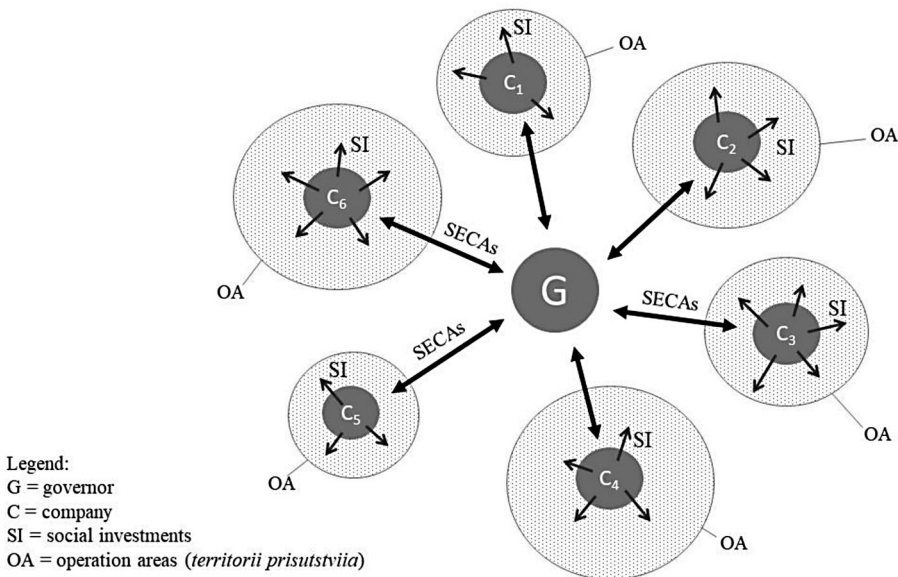 SI
OA
C1
SI
C2
OA
SI
C6
SECAs
OA
G
SECAs
SI
C3
OA
SECAs
SI
C5
OA
SI
C4
OA
Legend:
G = governor
C = company
SI = social investments
OA = operation areas (territorii prisutstviia)